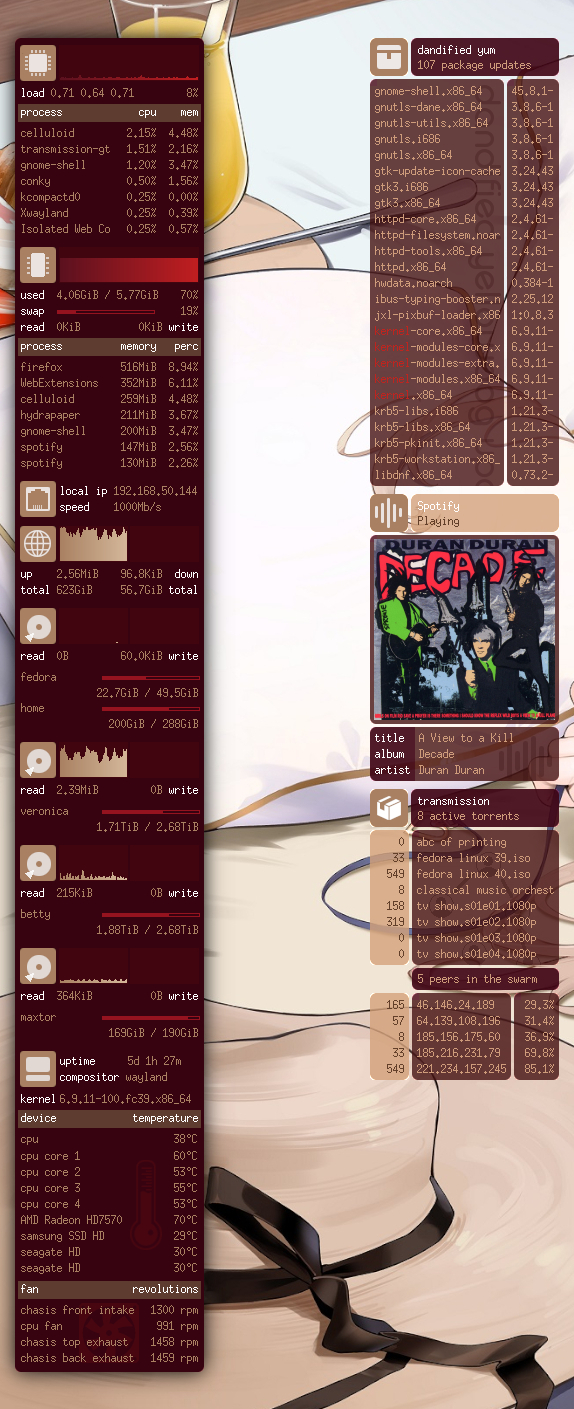 load 0.71 0.64 0.71 8%
process cpu mem
celluloid 2.15% 4.48%
transmission-gt 1.51% 2.16%
gnome-shell 1.20% 3.47%
conky 0.50% 1.56%
kcompactd0 0.25% 0.00%
Xwayland 0.25% 0.39%
Isolated Web Co 0.25% 0.57%
used 4.06GiB / 5.77GiB 70%
swap 19%
read 0KiB 0KiB write
process memory perc
firefox 516MiB 8.94%
WebExtensions 352MiB 6.11%
celluloid 259MiB 4.48%
hydrapaper 211MiB 3.67%
gnome-shell 200MiB 3.47%
spotify 147MiB 2.56%
spotify 130MiB 2.26%
local ip 192.168.50.144
speed 1000Mb/s
up 2.56MiB 96.8KiB down
total 623GiB 56.7GiB total
read 0B 60.0KiB write
fedora
22.7GiB / 49.5GiB
home
200GiB / 288GiB
read 2.39MiB 0B write
veronica
1.71TiB / 2.68TiB
read 215KiB 0B write
betty
1.88TiB / 2.68TiB
read 364KiB 0B write
maxtor
169GiB / 190GiB
uptime 5d 1h 27m
compositor wayland
kernel 6.9.11-100.fc39.x86_64
device temperature
cpu 38°C
cpu core 1 60°C
cpu core 2 53°C
cpu core 3 55°C
cpu core 4 53°C
AMD Radeon HD7570 70°C
samsung SSD HD 29°C
seagate HD 30°C
seagate HD 30°C
fan revolutions
chasis front intake 1300 rpm
cpu fan 991 rpm
chasis top exhaust 1458 rpm
chasis back exhaust 1459 rpm
dandified yum
107 package updates
gnome-shell.x86_64 45.8.1-
gnutls-dane.x86_64 3.8.6-1
gnutls-utils.x86_64 3.8.6-1
gnutls.i686 3.8.6-1
gnutls.x86_64 3.8.6-1
gtk-update-icon-cache 3.24.43
gtk3.i686 3.24.43
gtk3.x86_64 3.24.43
httpd-core.x86_64 2.4.61-
httpd-filesystem.noar 2.4.61-
httpd-tools.x86_64 2.4.61-
httpd.x86_64 2.4.61-
hwdata.noarch 0.384-1
ibus-typing-booster.n 2.25.12
jxl-pixbuf-loader.x86 1:0.8.3
-core.x86_64 6.9.11-
-modules-core.x 6.9.11-
-modules-extra. 6.9.11-
-modules.x86_64 6.9.11-
.x86_64 6.9.11-
krb5-libs.i686 1.21.3-
krb5-libs.x86_64 1.21.3-
krb5-pkinit.x86_64 1.21.3-
krb5-workstation.x86_ 1.21.3-
libdnf.x86_64 0.73.2-
Spotify
Playing
DURAN DURAN
DECADE
title A View to a Kill
album Decade
artist Duran Duran
transmission
8 active torrents
0 abc of printing
33 fedora linux 39.iso
549 fedora linux 40.iso
8 classical music orchest
158 tv show.s01e01.1080p
319 tv show.s01e02.1080p
0 tv show.s01e03.1080p
0 tv show.s01e04.1080p
5 peers in the swarm
165 46.146.24.189 29.3%
57 64.139.108.196 31.4%
8 185.156.175.60 36.9%
33 185.216.231.79 69.8%
549 221.234.157.245 85.1%